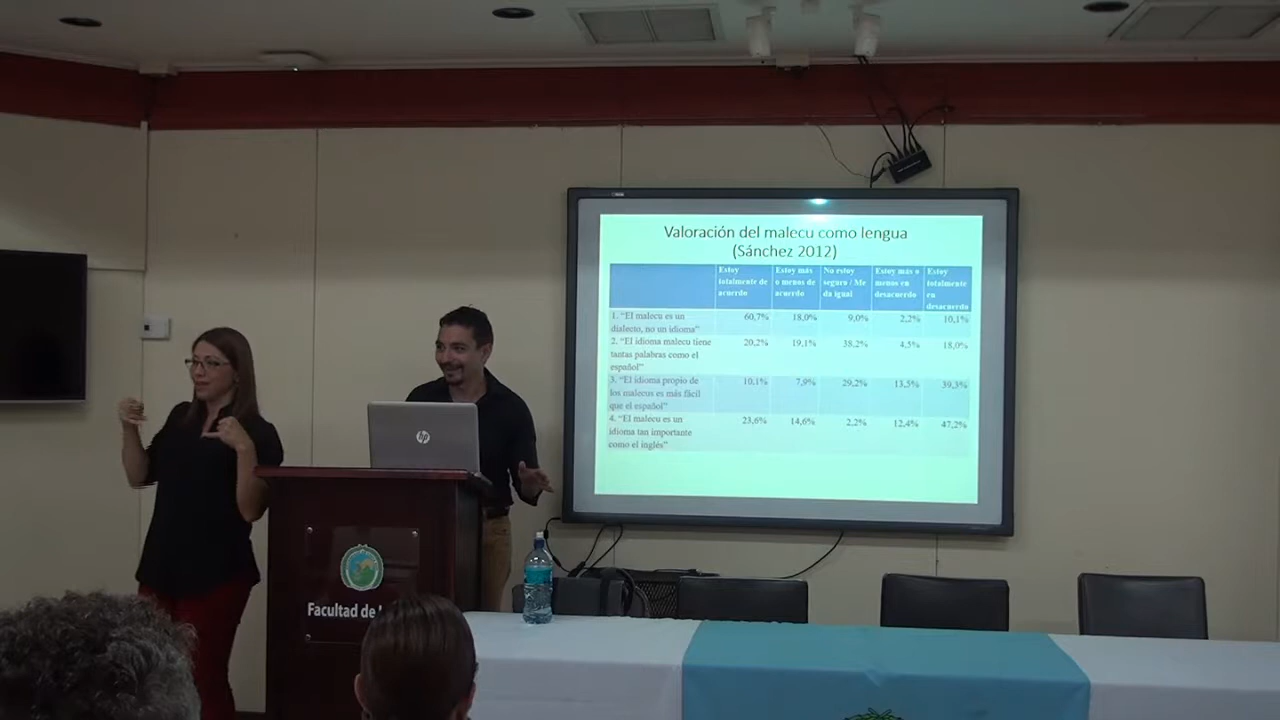 Valoración del malecu como lengua
(Sánchez 2012)
Estoy totalmente de acuerdo
Estoy más o menos de acuerdo
No estoy seguro / Me da igual
Estoy más o menos en desacuerdo
Estoy totalmente en desacuerdo
1. “El malecu es un
dialecto, no un idioma”
60,7% 18,0% 9,0% 2,2% 10,1%
2. “El idioma malecu tiene
tantas palabras como el
español”
20,2% 19,1% 38,2% 4,5% 18,0%
3. “El idioma propio de
los malecus es más fácil
que el español”
10,1% 7,9% 29,2% 13,5% 39,3%
4. “El malecu es un
idioma tan importante
como el inglés”
23,6% 14,6% 2,2% 12,4% 47,2%
hp
Facultad de